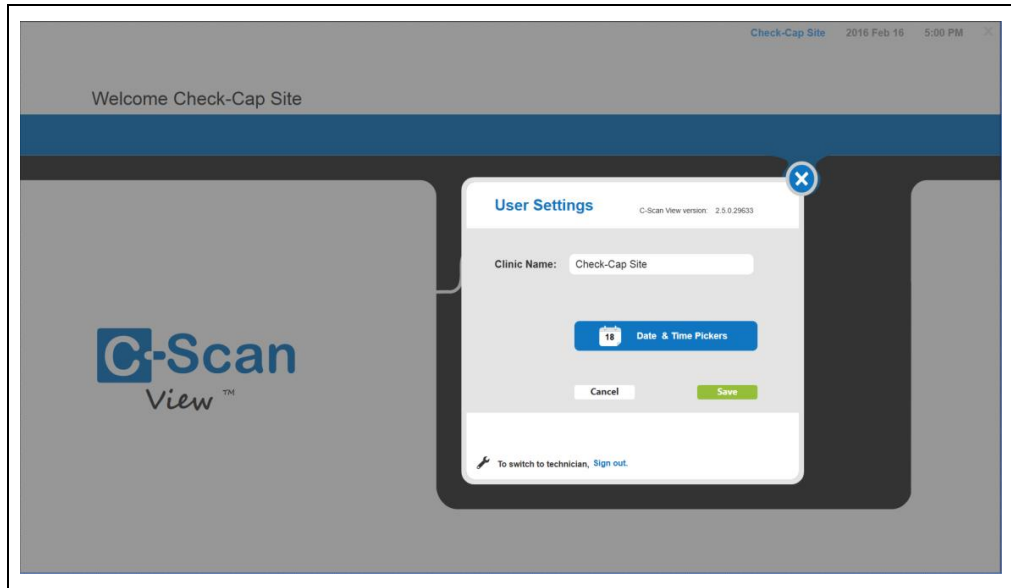 Check-Cap Site 2016 Feb 16 5:00 PM X
Welcome Check-Cap Site
User Settings C-Scan View version: 2.5.0.29633
Clinic Name: Check-Cap Site
18 Date & Time Pickers
C-Scan
View ™
Cancel Save
To switch to technician, Sign out.